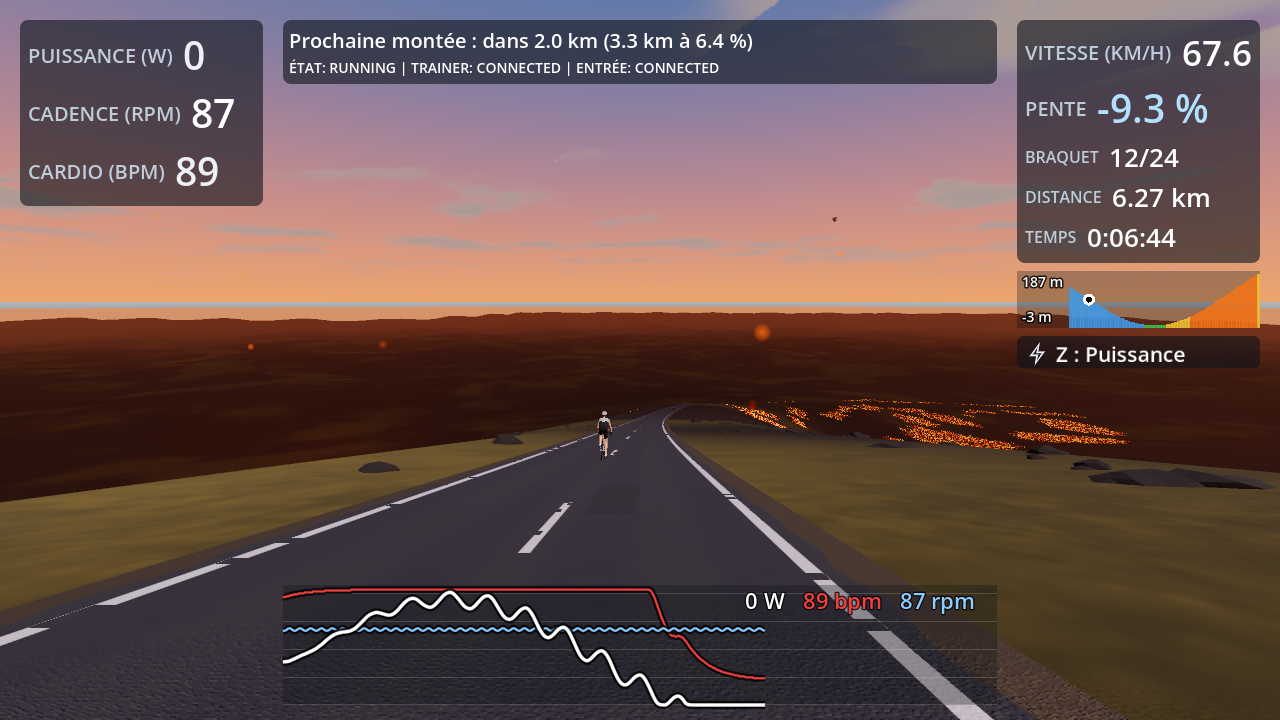 PUISSANCE (W) 0
CADENCE (RPM) 87
CARDIO (BPM) 89
Prochaine montée : dans 2.0 km (3.3 km à 6.4 %)
ÉTAT: RUNNING | TRAINER: CONNECTED | ENTRÉE: CONNECTED
VITESSE (KM/H) 67.6
PENTE -9.3 %
BRAQUET 12/24
DISTANCE 6.27 km
TEMPS 0:06:44
187 m
-3 m
Z : Puissance
0 W 89 bpm 87 rpm